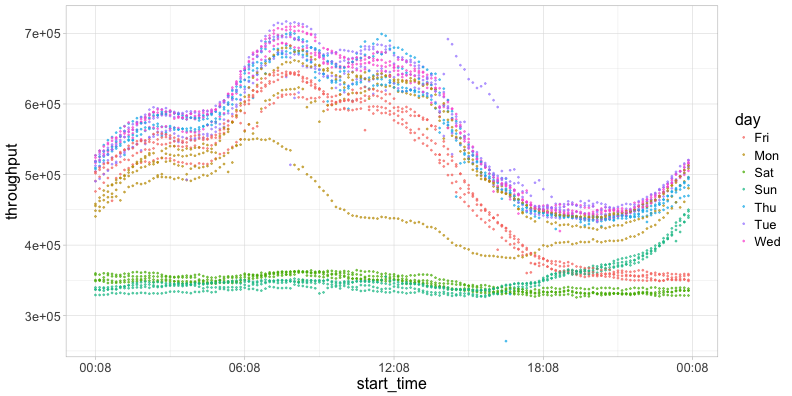 7e+05
6e+05
5e+05
4e+05
3e+05
throughput
00:08 06:08 12:08 18:08 00:08
start_time
day
Fri
Mon
Sat
Sun
Thu
Tue
Wed